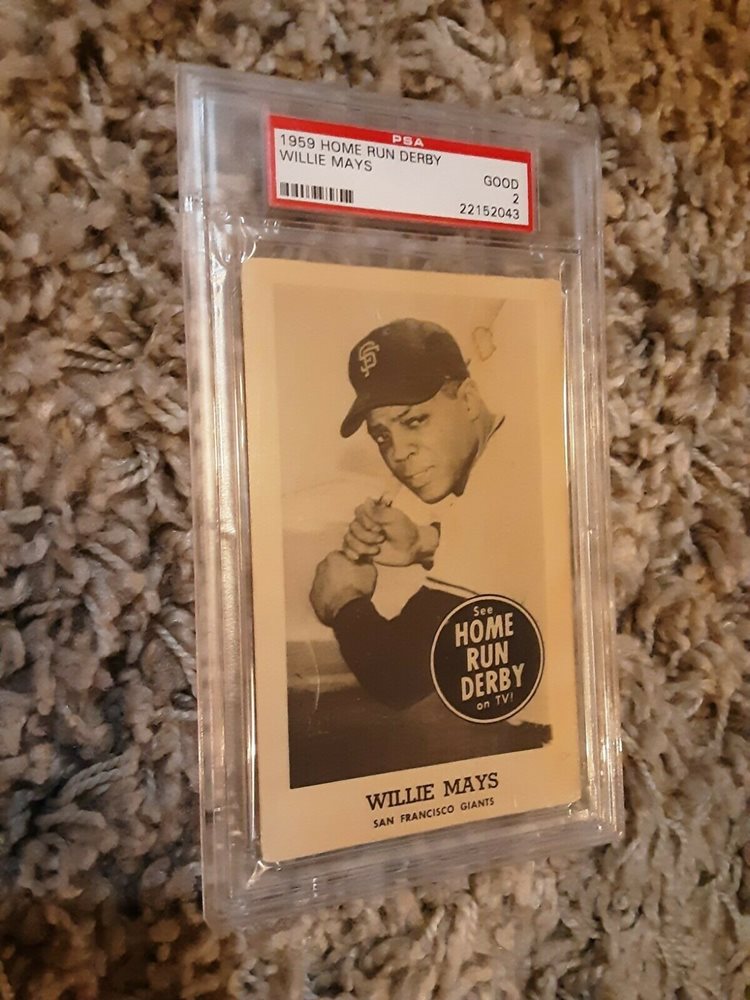 PSA
1959 HOME RUN DERBY
WILLIE MAYS
GOOD
2
22152043
SF
See
HOME
RUN
DERBY
on TV!
WILLIE MAYS
SAN FRANCISCO GIANTS